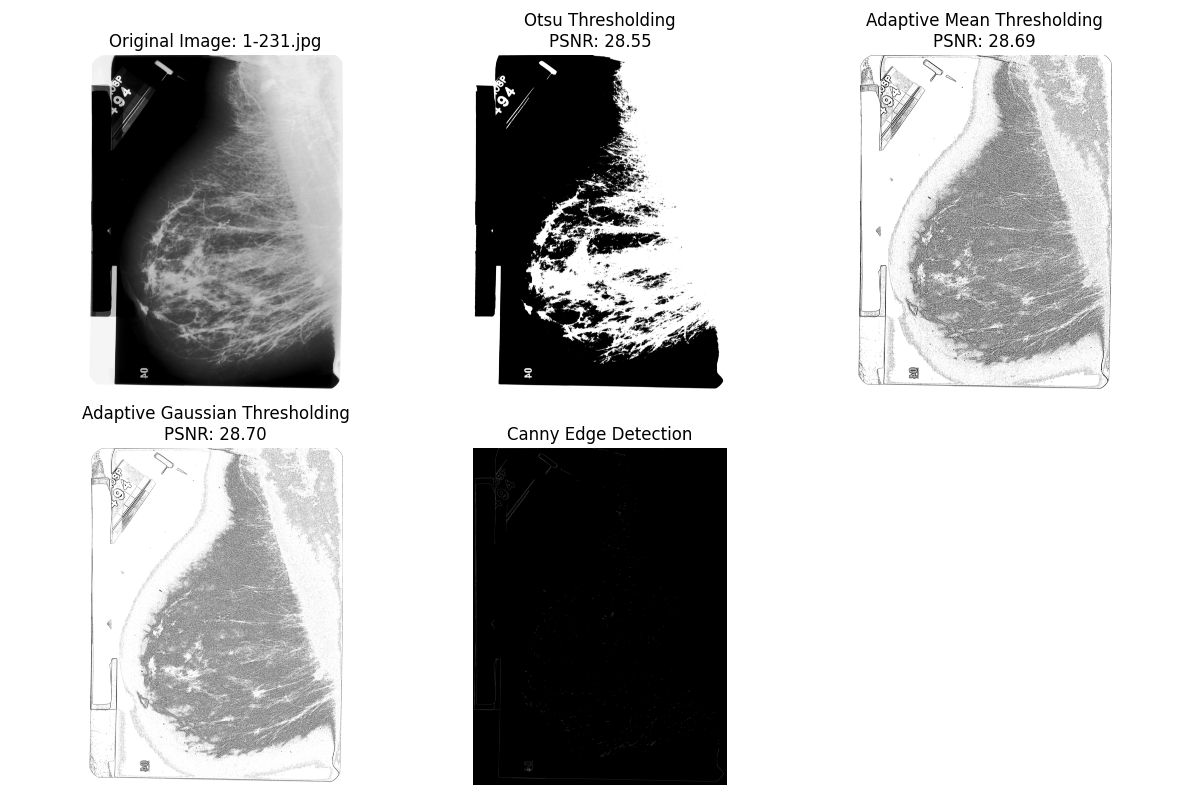 Original Image: 1-231.jpg
Otsu Thresholding
PSNR: 28.55
Adaptive Mean Thresholding
PSNR: 28.69
Adaptive Gaussian Thresholding
PSNR: 28.70
Canny Edge Detection